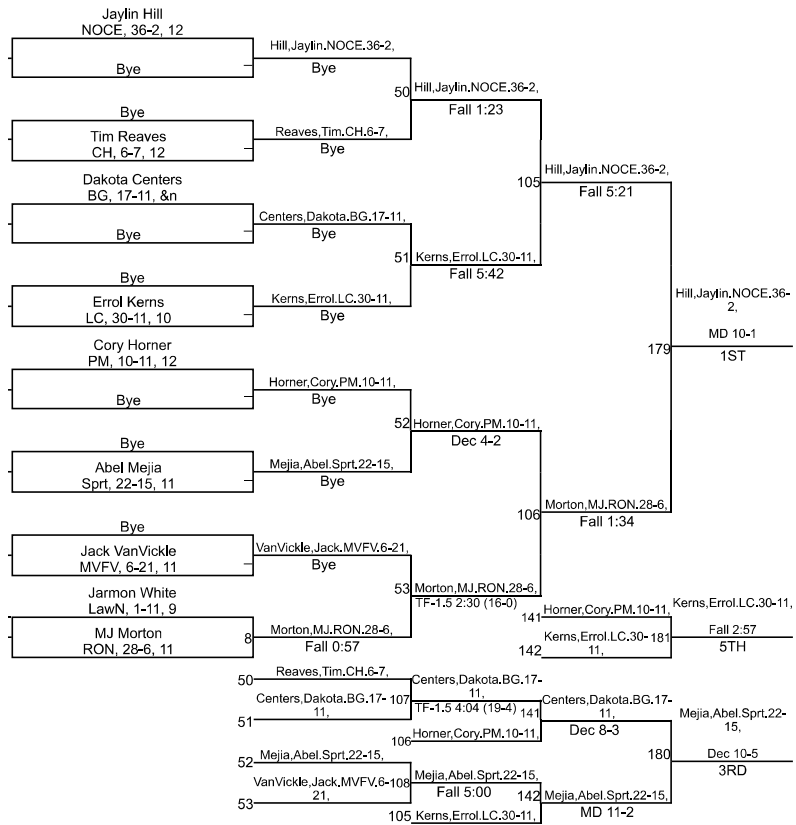 Jaylin Hill
NOCE, 36-2, 12
Bye
Bye
Tim Reaves
CH, 6-7, 12
Dakota Centers
BG, 17-11, &n
Bye
Bye
Errol Kerns
LC, 30-11, 10
Cory Horner
PM, 10-11, 12
Bye
Bye
Abel Mejia
Sprt, 22-15, 11
Bye
Jack VanVickle
MVFV, 6-21, 11
Jarmon White
LawN, 1-11, 9
MJ Morton
RON, 28-6, 11
8
Hill,Jaylin.NOCE.36-2,
Bye
Reaves,Tim.CH.6-7,
Bye
Centers,Dakota.BG.17-11,
Bye
Kerns,Errol.LC.30-11,
Bye
Horner,Cory.PM.10-11,
Bye
Mejia,Abel.Sprt.22-15,
Bye
VanVickle,Jack.MVFV.6-21,
Bye
Morton,MJ.RON.28-6,
Fall 0:57
50
Hill,Jaylin.NOCE.36-2,
Fall 1:23
51
Kerns,Errol.LC.30-11,
Fall 5:42
52
Horner,Cory.PM.10-11,
Dec 4-2
53
Morton,MJ.RON.28-6,
TF-1.5 2:30 (16-0)
105
Hill,Jaylin.NOCE.36-2,
Fall 5:21
106
Morton,MJ.RON.28-6,
Fall 1:34
179
Hill,Jaylin.NOCE.36-
2,
MD 10-1
1ST
141
Horner,Cory.PM.10-11,
142
Kerns,Errol.LC.30-
11,
181
Kerns,Errol.LC.30-11,
Fall 2:57
5TH
50
Reaves,Tim.CH.6-7,
51
Centers,Dakota.BG.17-
11,
107
Centers,Dakota.BG.17-
11,
TF-1.5 4:04 (19-4)
106
Horner,Cory.PM.10-11,
141
Centers,Dakota.BG.17-
11,
Dec 8-3
52
Mejia,Abel.Sprt.22-15,
53
VanVickle,Jack.MVFV.6-
21,
108
Mejia,Abel.Sprt.22-15,
Fall 5:00
105
Kerns,Errol.LC.30-11,
142
Mejia,Abel.Sprt.22-15,
MD 11-2
180
Mejia,Abel.Sprt.22-
15,
Dec 10-5
3RD